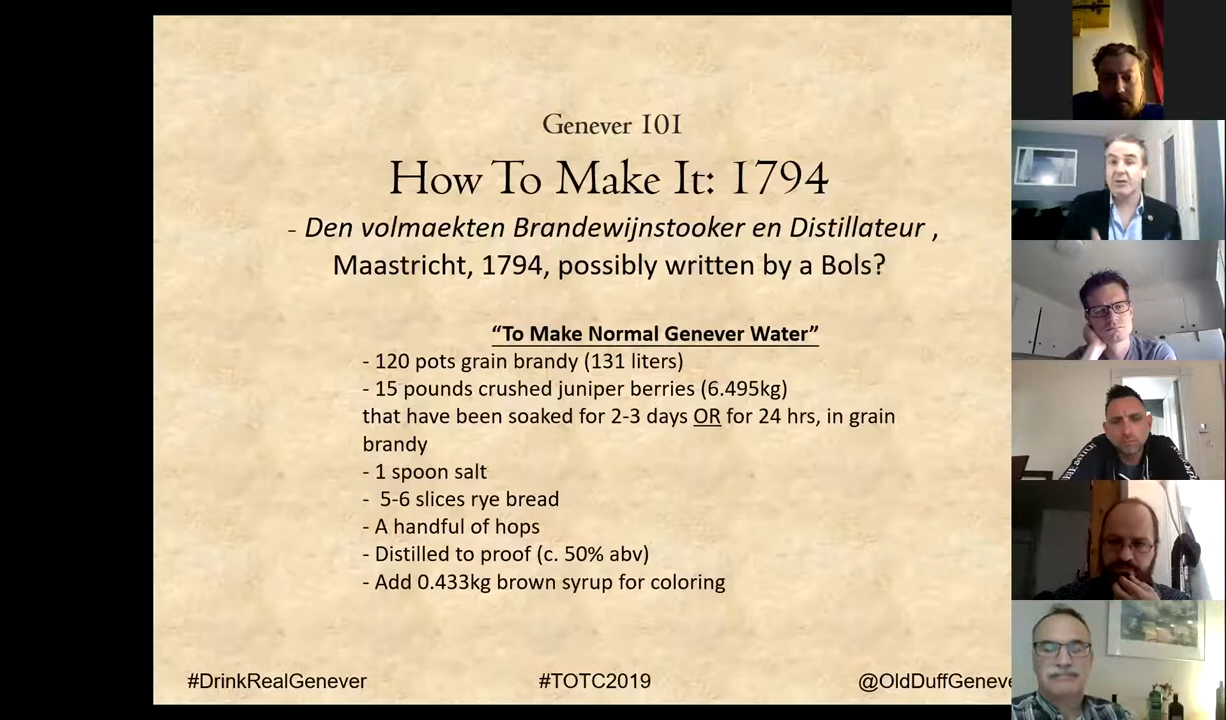 Genever 101
How To Make It: 1794
- Den volmaekten Brandewijnstooker en Distillateur ,
Maastricht, 1794, possibly written by a Bols?
“To Make Normal Genever Water”
- 120 pots grain brandy (131 liters)
- 15 pounds crushed juniper berries (6.495kg)
that have been soaked for 2-3 days OR for 24 hrs, in grain
brandy
- 1 spoon salt
- 5-6 slices rye bread
- A handful of hops
- Distilled to proof (c. 50% abv)
- Add 0.433kg brown syrup for coloring
#DrinkRealGenever #TOTC2019 @OldDuffGeneve